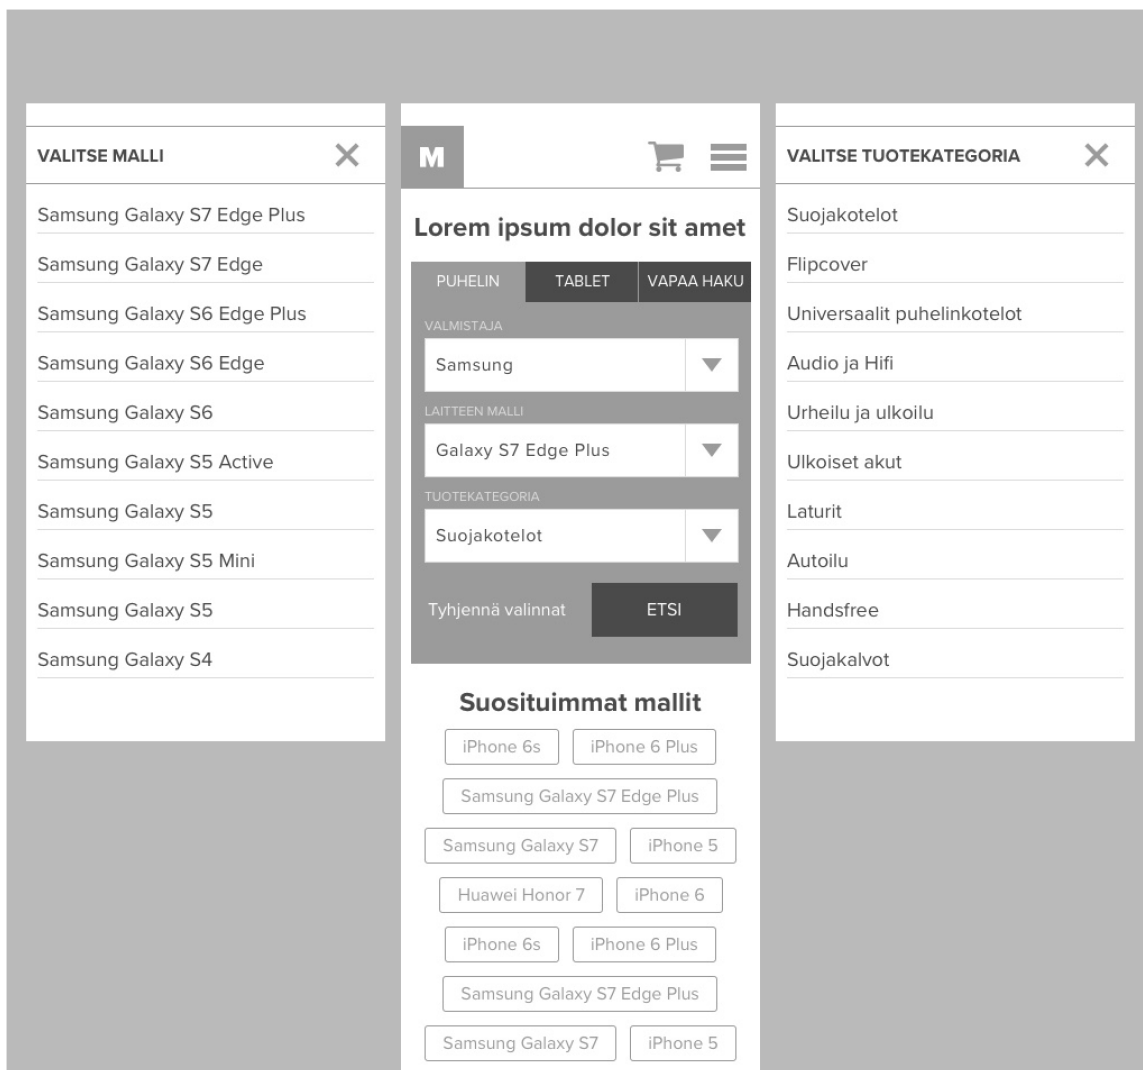 VALITSE MALLI
Samsung Galaxy S7 Edge Plus
Samsung Galaxy S7 Edge
Samsung Galaxy S6 Edge Plus
Samsung Galaxy S6 Edge
Samsung Galaxy S6
Samsung Galaxy S5 Active
Samsung Galaxy S5
Samsung Galaxy S5 Mini
Samsung Galaxy S5
Samsung Galaxy S4
M
Lorem ipsum dolor sit amet
PUHELIN TABLET VAPAA HAKU
VALMISTAJA
Samsung
LAITTEEN MALLI
Galaxy S7 Edge Plus
TUOTEKATEGORIA
Suojakotelot
Tyhjennä valinnat ETSI
Suosituimmat mallit
iPhone 6s iPhone 6 Plus
Samsung Galaxy S7 Edge Plus
Samsung Galaxy S7 iPhone 5
Huawei Honor 7 iPhone 6
iPhone 6s iPhone 6 Plus
Samsung Galaxy S7 Edge Plus
Samsung Galaxy S7 iPhone 5
VALITSE TUOTEKATEGORIA
Suojakotelot
Flipcover
Universaalit puhelinkotelot
Audio ja Hifi
Urheilu ja ulkoilu
Ulkoiset akut
Laturit
Autoilu
Handsfree
Suojakalvot